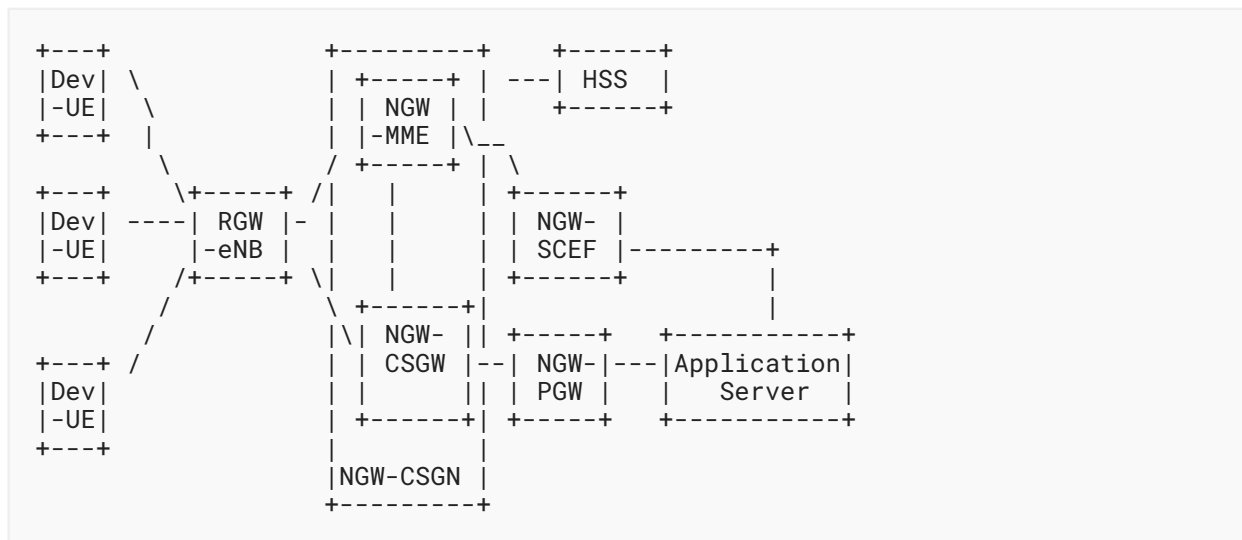 +---+                   +---------+    +------+
|Dev| \                 | +-----+ | ---| HSS  |
|-UE|  \                | | NGW | |    +------+
+---+  |                | |-MME |\__
        \               / +-----+ | \
+---+    \+-----+ /|    |     | +------+
|Dev| ----| RGW |- |    |     | | NGW- |
|-UE|     |-eNB |  |    |     | | SCEF |---------+
+---+    /+-----+ \|    |     | +------+         |
        /          \ +------+|                   |
       /           |\| NGW- || +-----+   +-----------+
+---+ /            | | CSGW |--| NGW-|---|Application|
|Dev|              | |      || | PGW |   |   Server  |
|-UE|              | +------+| +-----+   +-----------+
+---+              |         |
                   |NGW-CSGN |
                   +---------+